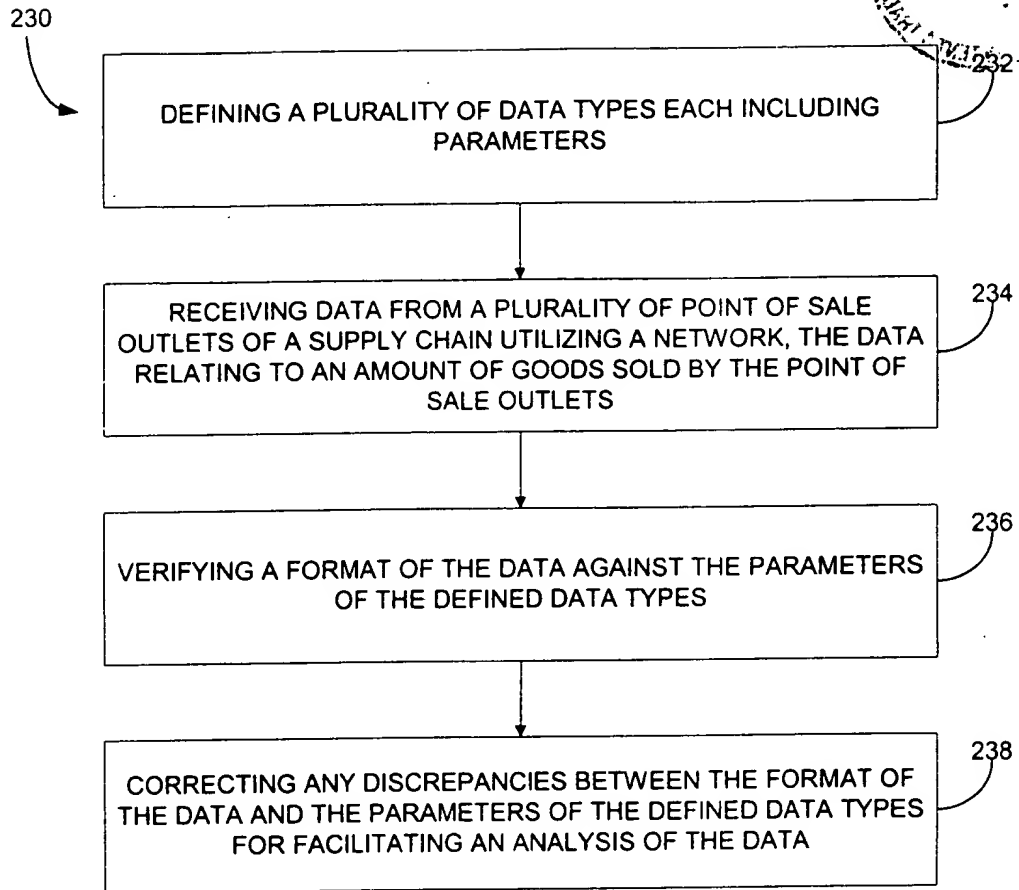 230
232
DEFINING A PLURALITY OF DATA TYPES EACH INCLUDING
PARAMETERS
234
RECEIVING DATA FROM A PLURALITY OF POINT OF SALE
OUTLETS OF A SUPPLY CHAIN UTILIZING A NETWORK, THE DATA
RELATING TO AN AMOUNT OF GOODS SOLD BY THE POINT OF
SALE OUTLETS
236
VERIFYING A FORMAT OF THE DATA AGAINST THE PARAMETERS
OF THE DEFINED DATA TYPES
238
CORRECTING ANY DISCREPANCIES BETWEEN THE FORMAT OF
THE DATA AND THE PARAMETERS OF THE DEFINED DATA TYPES
FOR FACILITATING AN ANALYSIS OF THE DATA